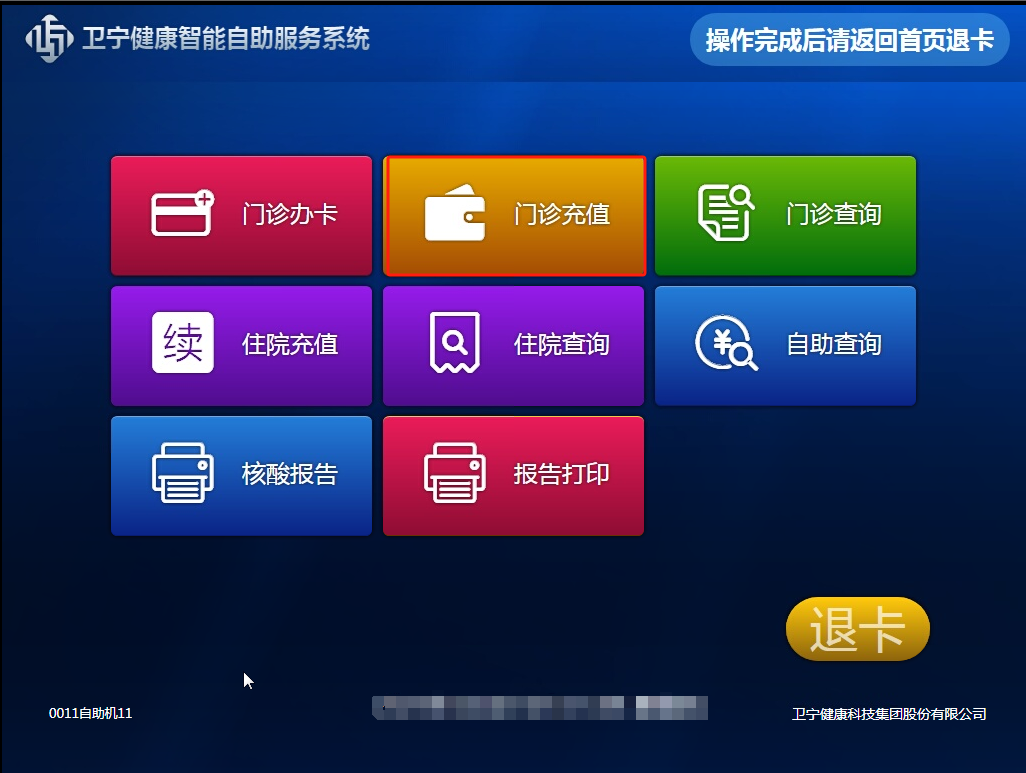 卫宁健康智能自助服务系统
操作完成后请返回首页退卡
门诊办卡
门诊充值
门诊查询
续
住院充值
住院查询
自助查询
核酸报告
报告打印
退卡
0011自助机11
卫宁健康科技集团股份有限公司